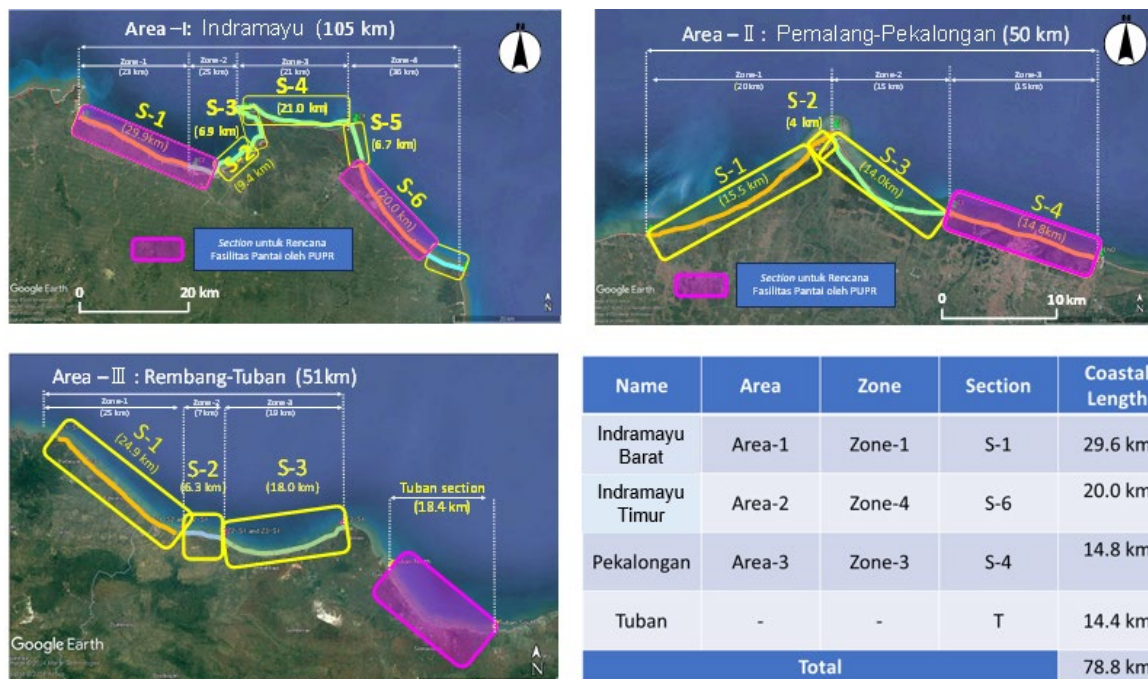 Area –I: Indramayu (105 km)
Zone-1
(23 km)
Zone-2
(25 km)
Zone-3
(21 km)
Zone-4
(36 km)
S-1
(29.9km)
S-2
(9.4 km)
S-3
(6.9 km)
S-4
(21.0 km)
S-5
(6.7 km)
S-6
(20.0 km)
Section untuk Rencana
Fasilitas Pantai oleh PUPR
Google Earth
0 20 km
N
Area – II : Pemalang-Pekalongan (50 km)
Zone-1
(20km)
Zone-2
(15 km)
Zone-3
(15km)
S-1
(15.5 km)
S-2
(4 km)
S-3
(14.0km)
S-4
(14.8km)
Section untuk Rencana
Fasilitas Pantai oleh PUPR
Google Earth
0 10 km
N
Area – III : Rembang-Tuban (51km)
Zone-1
(25 km)
Zone-2
(7 km)
Zone-3
(19 km)
S-1
(24.9 km)
S-2
(6.3 km)
S-3
(18.0 km)
Tuban section
(18.4 km)
Google Earth
N
Name Area Zone Section Coastal Length
Indramayu Barat Area-1 Zone-1 S-1 29.6 km
Indramayu Timur Area-2 Zone-4 S-6 20.0 km
Pekalongan Area-3 Zone-3 S-4 14.8 km
Tuban - - T 14.4 km
Total 78.8 km